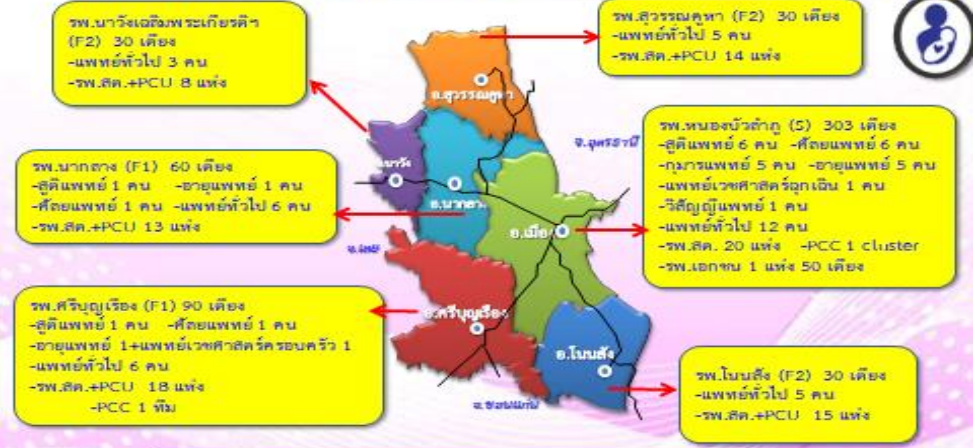 รพ.นาวังเฉลิมพระเกียรติฯ
(F2) 30 เตียง
-แพทย์ทั่วไป 3 คน
-รพ.สต.+PCU 8 แห่ง
รพ.สุวรรณคูหา (F2) 30 เตียง
-แพทย์ทั่วไป 5 คน
-รพ.สต.+PCU 14 แห่ง
รพ.นากลาง (F1) 60 เตียง
-สูติแพทย์ 1 คน -อายุแพทย์ 1 คน
-ศัลยแพทย์ 1 คน -แพทย์ทั่วไป 6 คน
-รพ.สต.+PCU 13 แห่ง
รพ.หนองบัวลำภู (S) 303 เตียง
-สูติแพทย์ 6 คน -ศัลยแพทย์ 6 คน
-กุมารแพทย์ 5 คน -อายุแพทย์ 5 คน
-แพทย์เวชศาสตร์ฉุกเฉิน 1 คน
-วิสัญญีแพทย์ 1 คน
-แพทย์ทั่วไป 12 คน
-รพ.สต. 20 แห่ง -PCC 1 cluster
-รพ.เอกชน 1 แห่ง 50 เตียง
รพ.ศรีบุญเรือง (F1) 90 เตียง
-สูติแพทย์ 1 คน -ศัลยแพทย์ 1 คน
-อายุแพทย์ 1+แพทย์เวชศาสตร์ครอบครัว 1
-แพทย์ทั่วไป 6 คน
-รพ.สต.+PCU 18 แห่ง
-PCC 1 ทีม
รพ.โนนสัง (F2) 30 เตียง
-แพทย์ทั่วไป 5 คน
-รพ.สต.+PCU 15 แห่ง
อ.สุวรรณคูหา
จ.อุดรธานี
อ.นาวัง
อ.นากลาง
อ.เมือง
จ.เลย
อ.ศรีบุญเรือง
อ.โนนสัง
จ.ขอนแก่น